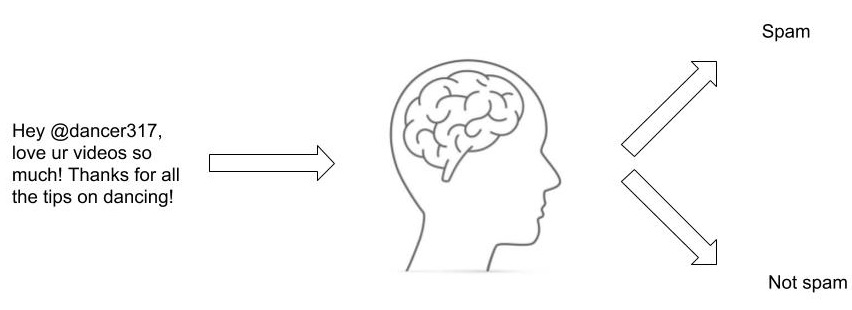 Spam
Hey @dancer317,
love ur videos so
much! Thanks for all
the tips on dancing!
Not spam